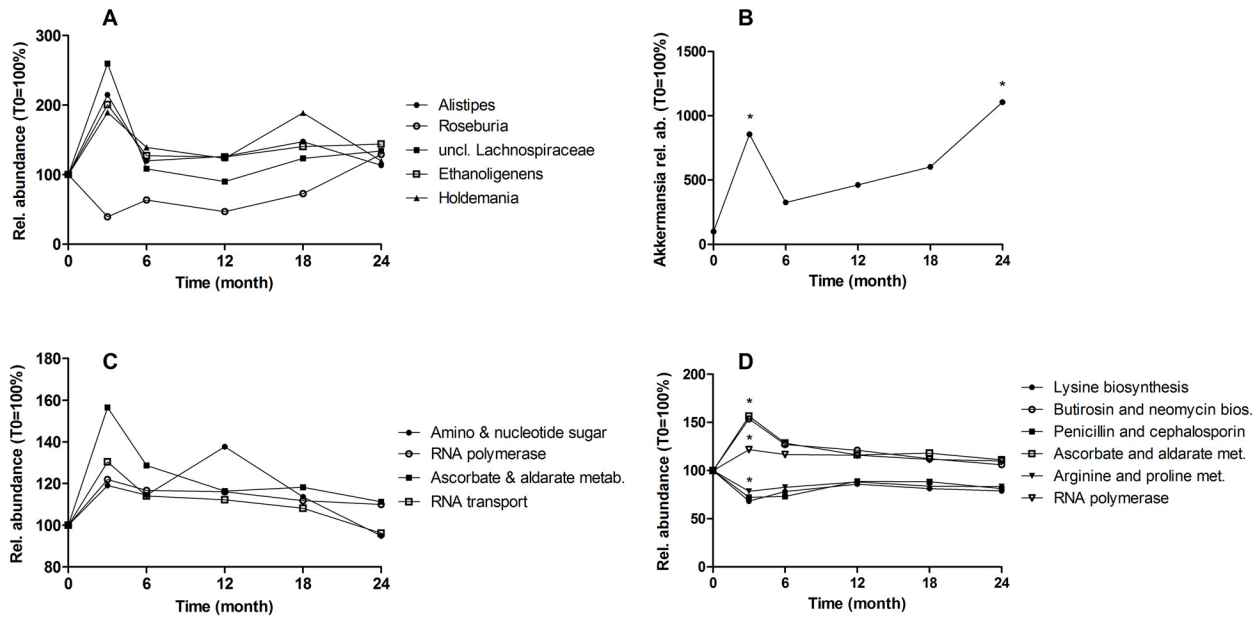 A
Rel. abundance (T0=100%)
300
200
100
0
0 6 12 18 24
Time (month)
Alistipes
Roseburia
uncl. Lachnospiraceae
Ethanoligenens
Holdemania
B
Akkermansia rel. ab. (T0=100%)
1500
1000
500
0
* *
0 6 12 18 24
Time (month)
C
Rel. abundance (T0=100%)
180
160
140
120
100
80
0 6 12 18 24
Time (month)
Amino & nucleotide sugar
RNA polymerase
Ascorbate & aldarate metab.
RNA transport
D
Rel. abundance (T0=100%)
200
150
100
50
0
*
*
*
0 6 12 18 24
Time (month)
Lysine biosynthesis
Butirosin and neomycin bios.
Penicillin and cephalosporin
Ascorbate and aldarate met.
Arginine and proline met.
RNA polymerase